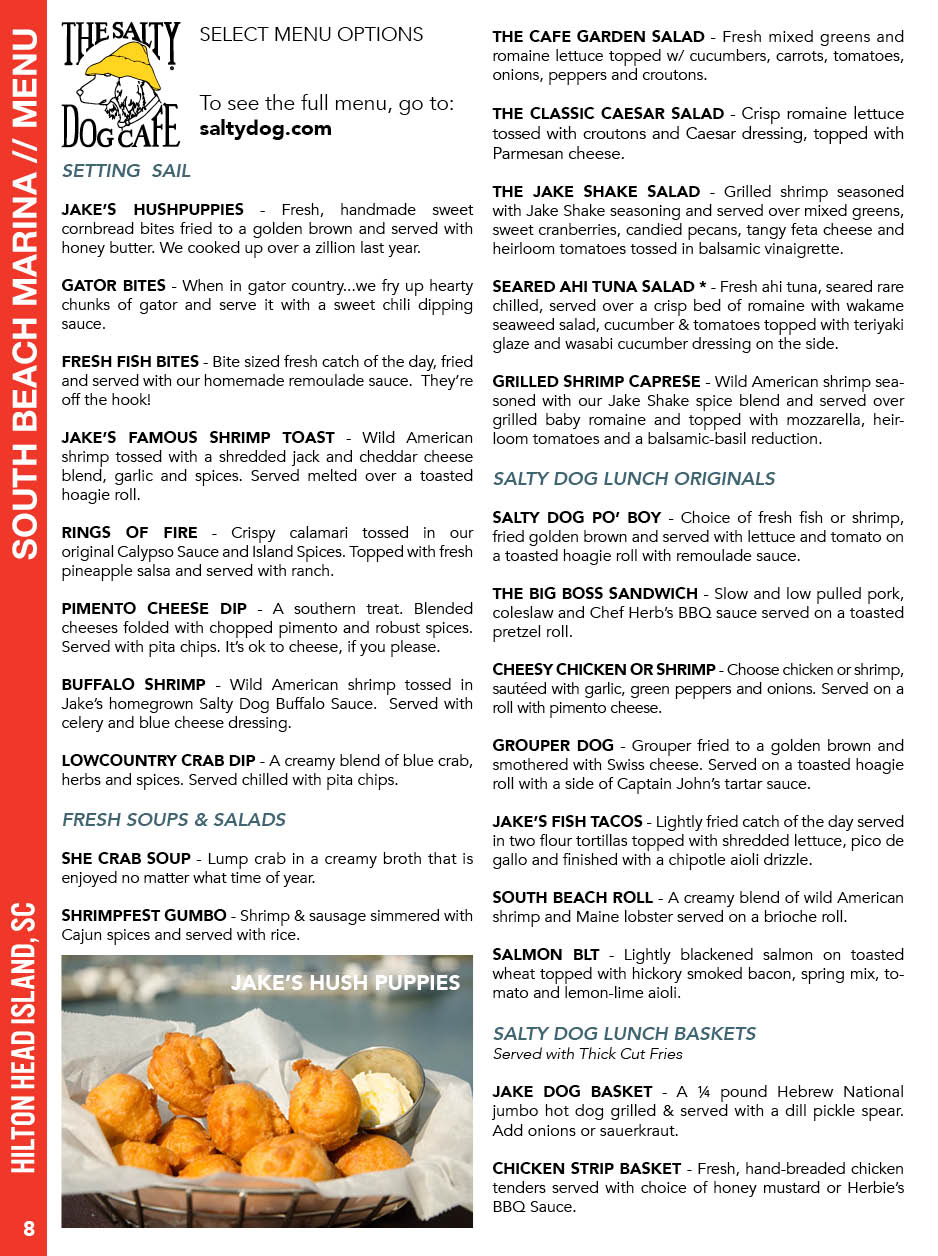 SOUTH BEACH MARINA // MENU
HILTON HEAD ISLAND, SC
8
THE SALTY
DOG CAFE
SELECT MENU OPTIONS
To see the full menu, go to:
saltydog.com
SETTING SAIL
JAKE'S HUSHPUPPIES - Fresh, handmade sweet
cornbread bites fried to a golden brown and served with
honey butter. We cooked up over a zillion last year.
GATOR BITES - When in gator country...we fry up hearty
chunks of gator and serve it with a sweet chili dipping
sauce.
FRESH FISH BITES - Bite sized fresh catch of the day, fried
and served with our homemade remoulade sauce. They're
off the hook!
JAKE'S FAMOUS SHRIMP TOAST - Wild American
shrimp tossed with a shredded jack and cheddar cheese
blend, garlic and spices. Served melted over a toasted
hoagie roll.
RINGS OF FIRE - Crispy calamari tossed in our
original Calypso Sauce and Island Spices. Topped with fresh
pineapple salsa and served with ranch.
PIMENTO CHEESE DIP - A southern treat. Blended
cheeses folded with chopped pimento and robust spices.
Served with pita chips. It's ok to cheese, if you please.
BUFFALO SHRIMP - Wild American shrimp tossed in
Jake's homegrown Salty Dog Buffalo Sauce. Served with
celery and blue cheese dressing.
LOWCOUNTRY CRAB DIP - A creamy blend of blue crab,
herbs and spices. Served chilled with pita chips.
FRESH SOUPS & SALADS
SHE CRAB SOUP - Lump crab in a creamy broth that is
enjoyed no matter what time of year.
SHRIMPFEST GUMBO - Shrimp & sausage simmered with
Cajun spices and served with rice.
JAKE'S HUSH PUPPIES
THE CAFE GARDEN SALAD - Fresh mixed greens and
romaine lettuce topped w/ cucumbers, carrots, tomatoes,
onions, peppers and croutons.
THE CLASSIC CAESAR SALAD - Crisp romaine lettuce
tossed with croutons and Caesar dressing, topped with
Parmesan cheese.
THE JAKE SHAKE SALAD - Grilled shrimp seasoned
with Jake Shake seasoning and served over mixed greens,
sweet cranberries, candied pecans, tangy feta cheese and
heirloom tomatoes tossed in balsamic vinaigrette.
SEARED AHI TUNA SALAD * - Fresh ahi tuna, seared rare
chilled, served over a crisp bed of romaine with wakame
seaweed salad, cucumber & tomatoes topped with teriyaki
glaze and wasabi cucumber dressing on the side.
GRILLED SHRIMP CAPRESE - Wild American shrimp sea-
soned with our Jake Shake spice blend and served over
grilled baby romaine and topped with mozzarella, heir-
loom tomatoes and a balsamic-basil reduction.
SALTY DOG LUNCH ORIGINALS
SALTY DOG PO' BOY - Choice of fresh fish or shrimp,
fried golden brown and served with lettuce and tomato on
a toasted hoagie roll with remoulade sauce.
THE BIG BOSS SANDWICH - Slow and low pulled pork,
coleslaw and Chef Herb's BBQ sauce served on a toasted
pretzel roll.
CHEESY CHICKEN OR SHRIMP - Choose chicken or shrimp,
sautéed with garlic, green peppers and onions. Served on a
roll with pimento cheese.
GROUPER DOG - Grouper fried to a golden brown and
smothered with Swiss cheese. Served on a toasted hoagie
roll with a side of Captain John's tartar sauce.
JAKE'S FISH TACOS - Lightly fried catch of the day served
in two flour tortillas topped with shredded lettuce, pico de
gallo and finished with a chipotle aioli drizzle.
SOUTH BEACH ROLL - A creamy blend of wild American
shrimp and Maine lobster served on a brioche roll.
SALMON BLT - Lightly blackened salmon on toasted
wheat topped with hickory smoked bacon, spring mix, to-
mato and lemon-lime aioli.
SALTY DOG LUNCH BASKETS
Served with Thick Cut Fries
JAKE DOG BASKET - A ¼ pound Hebrew National
jumbo hot dog grilled & served with a dill pickle spear.
Add onions or sauerkraut.
CHICKEN STRIP BASKET - Fresh, hand-breaded chicken
tenders served with choice of honey mustard or Herbie's
BBQ Sauce.